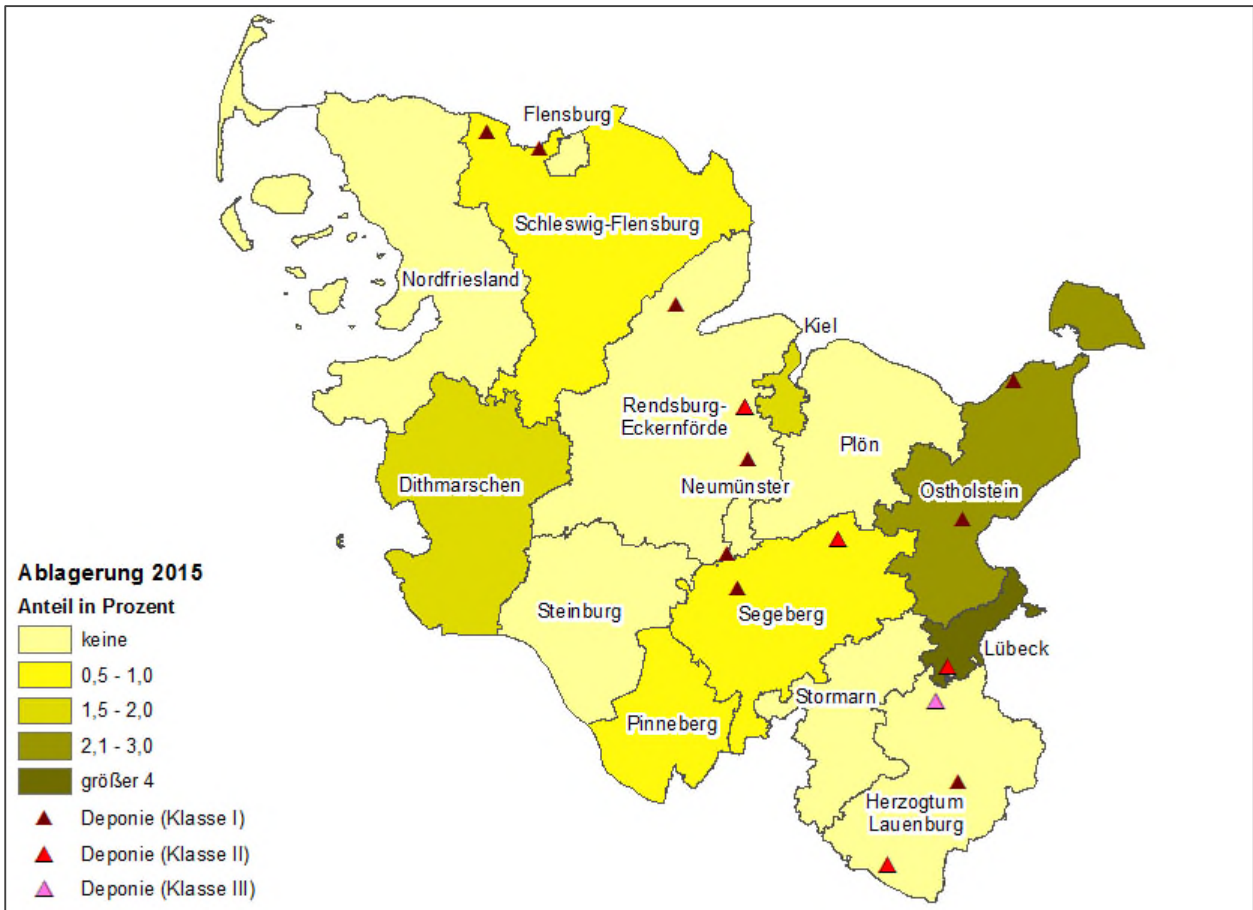 Flensburg
Schleswig-Flensburg
Nordfriesland
Kiel
Rendsburg-
Eckernförde
Plön
Dithmarschen
Neumünster
Ostholstein
Steinburg
Segeberg
Lübeck
Stormarn
Pinneberg
Herzogtum
Lauenburg
Ablagerung 2015
Anteil in Prozent
keine
0,5 - 1,0
1,5 - 2,0
2,1 - 3,0
größer 4
Deponie (Klasse I)
Deponie (Klasse II)
Deponie (Klasse III)